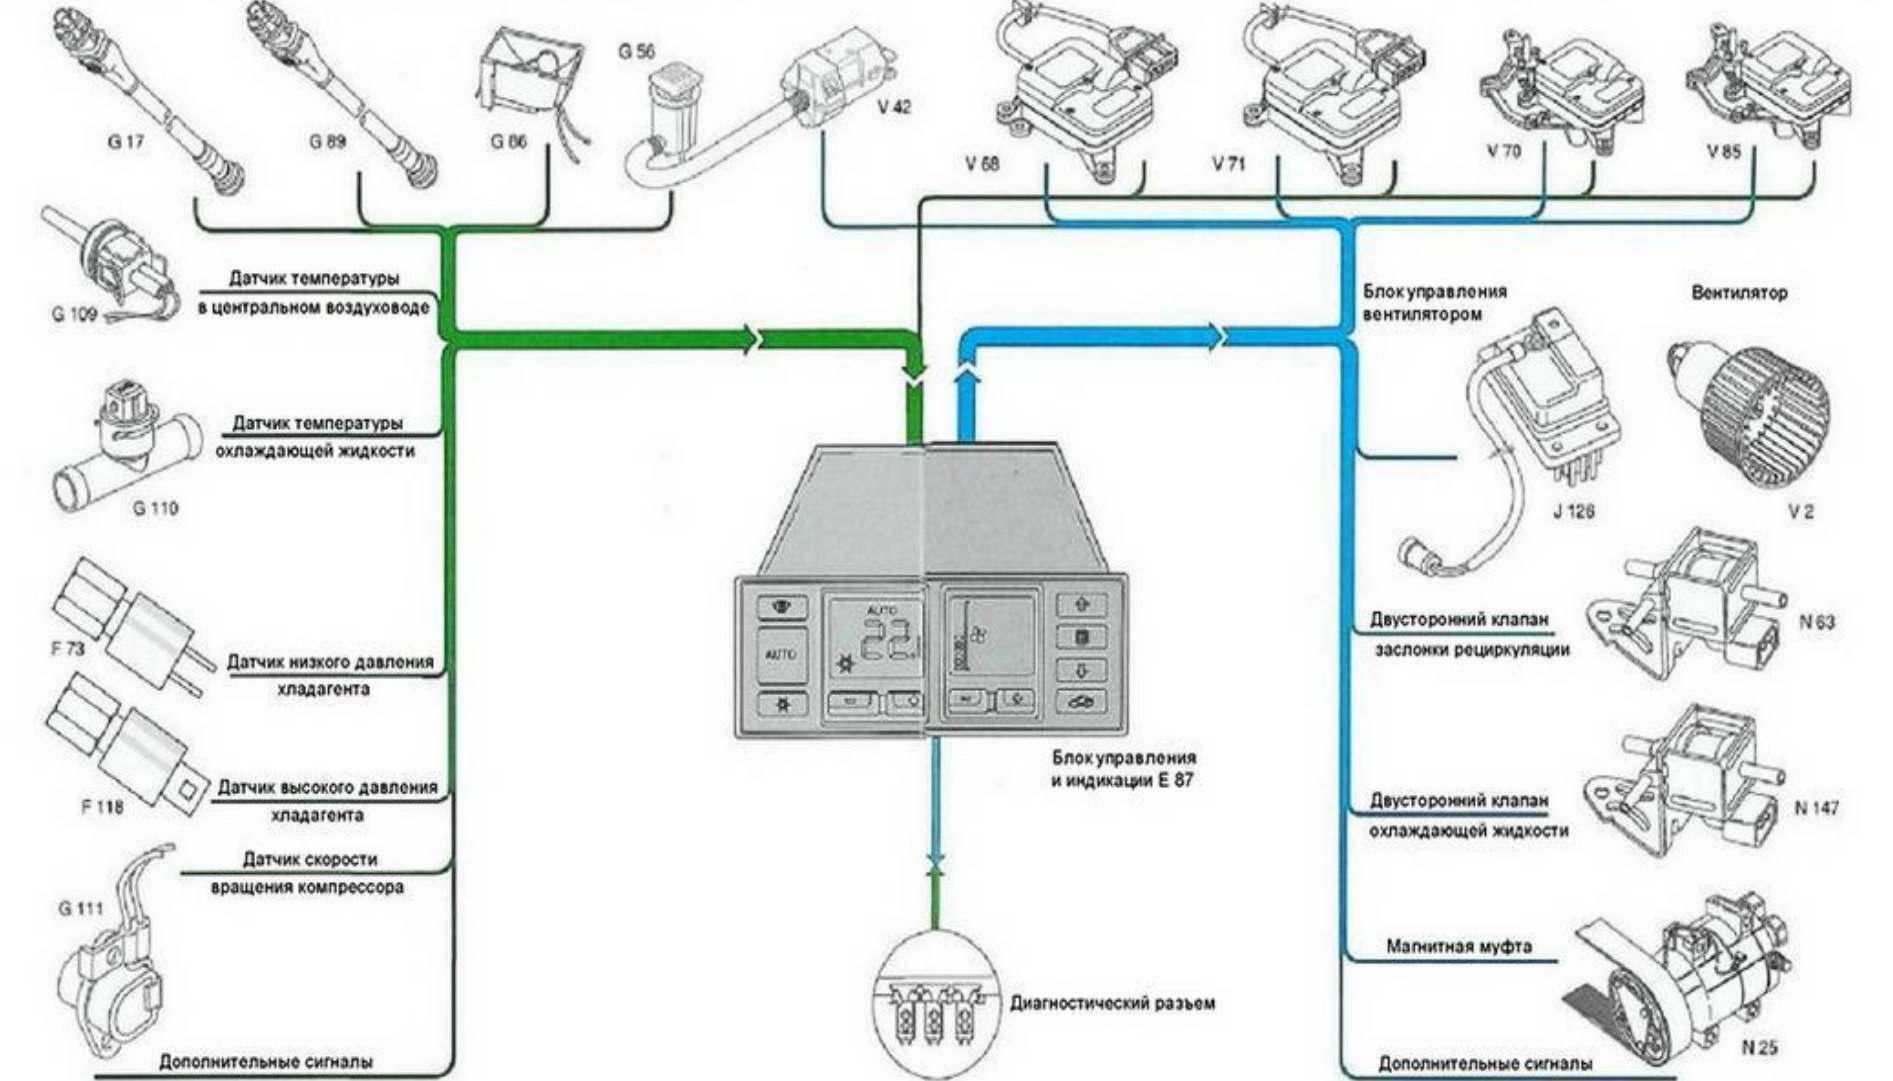 G 17
G 89
G 86
G 56
V 42
V 68
V 71
V 70
V 85
G 109
Датчик температуры
в центральном воздуховоде
G 110
Датчик температуры
охлаждающей жидкости
F 73
Датчик низкого давления
хладагента
F 118
Датчик высокого давления
хладагента
G 111
Датчик скорости
вращения компрессора
Дополнительные сигналы
AUTO
AUTO
22
Блок управления
и индикации E 87
Диагностический разъем
Блок управления
вентилятором
J 126
Вентилятор
V 2
Двусторонний клапан
заслонки рециркуляции
N 63
Двусторонний клапан
охлаждающей жидкости
N 147
Магнитная муфта
N 25
Дополнительные сигналы